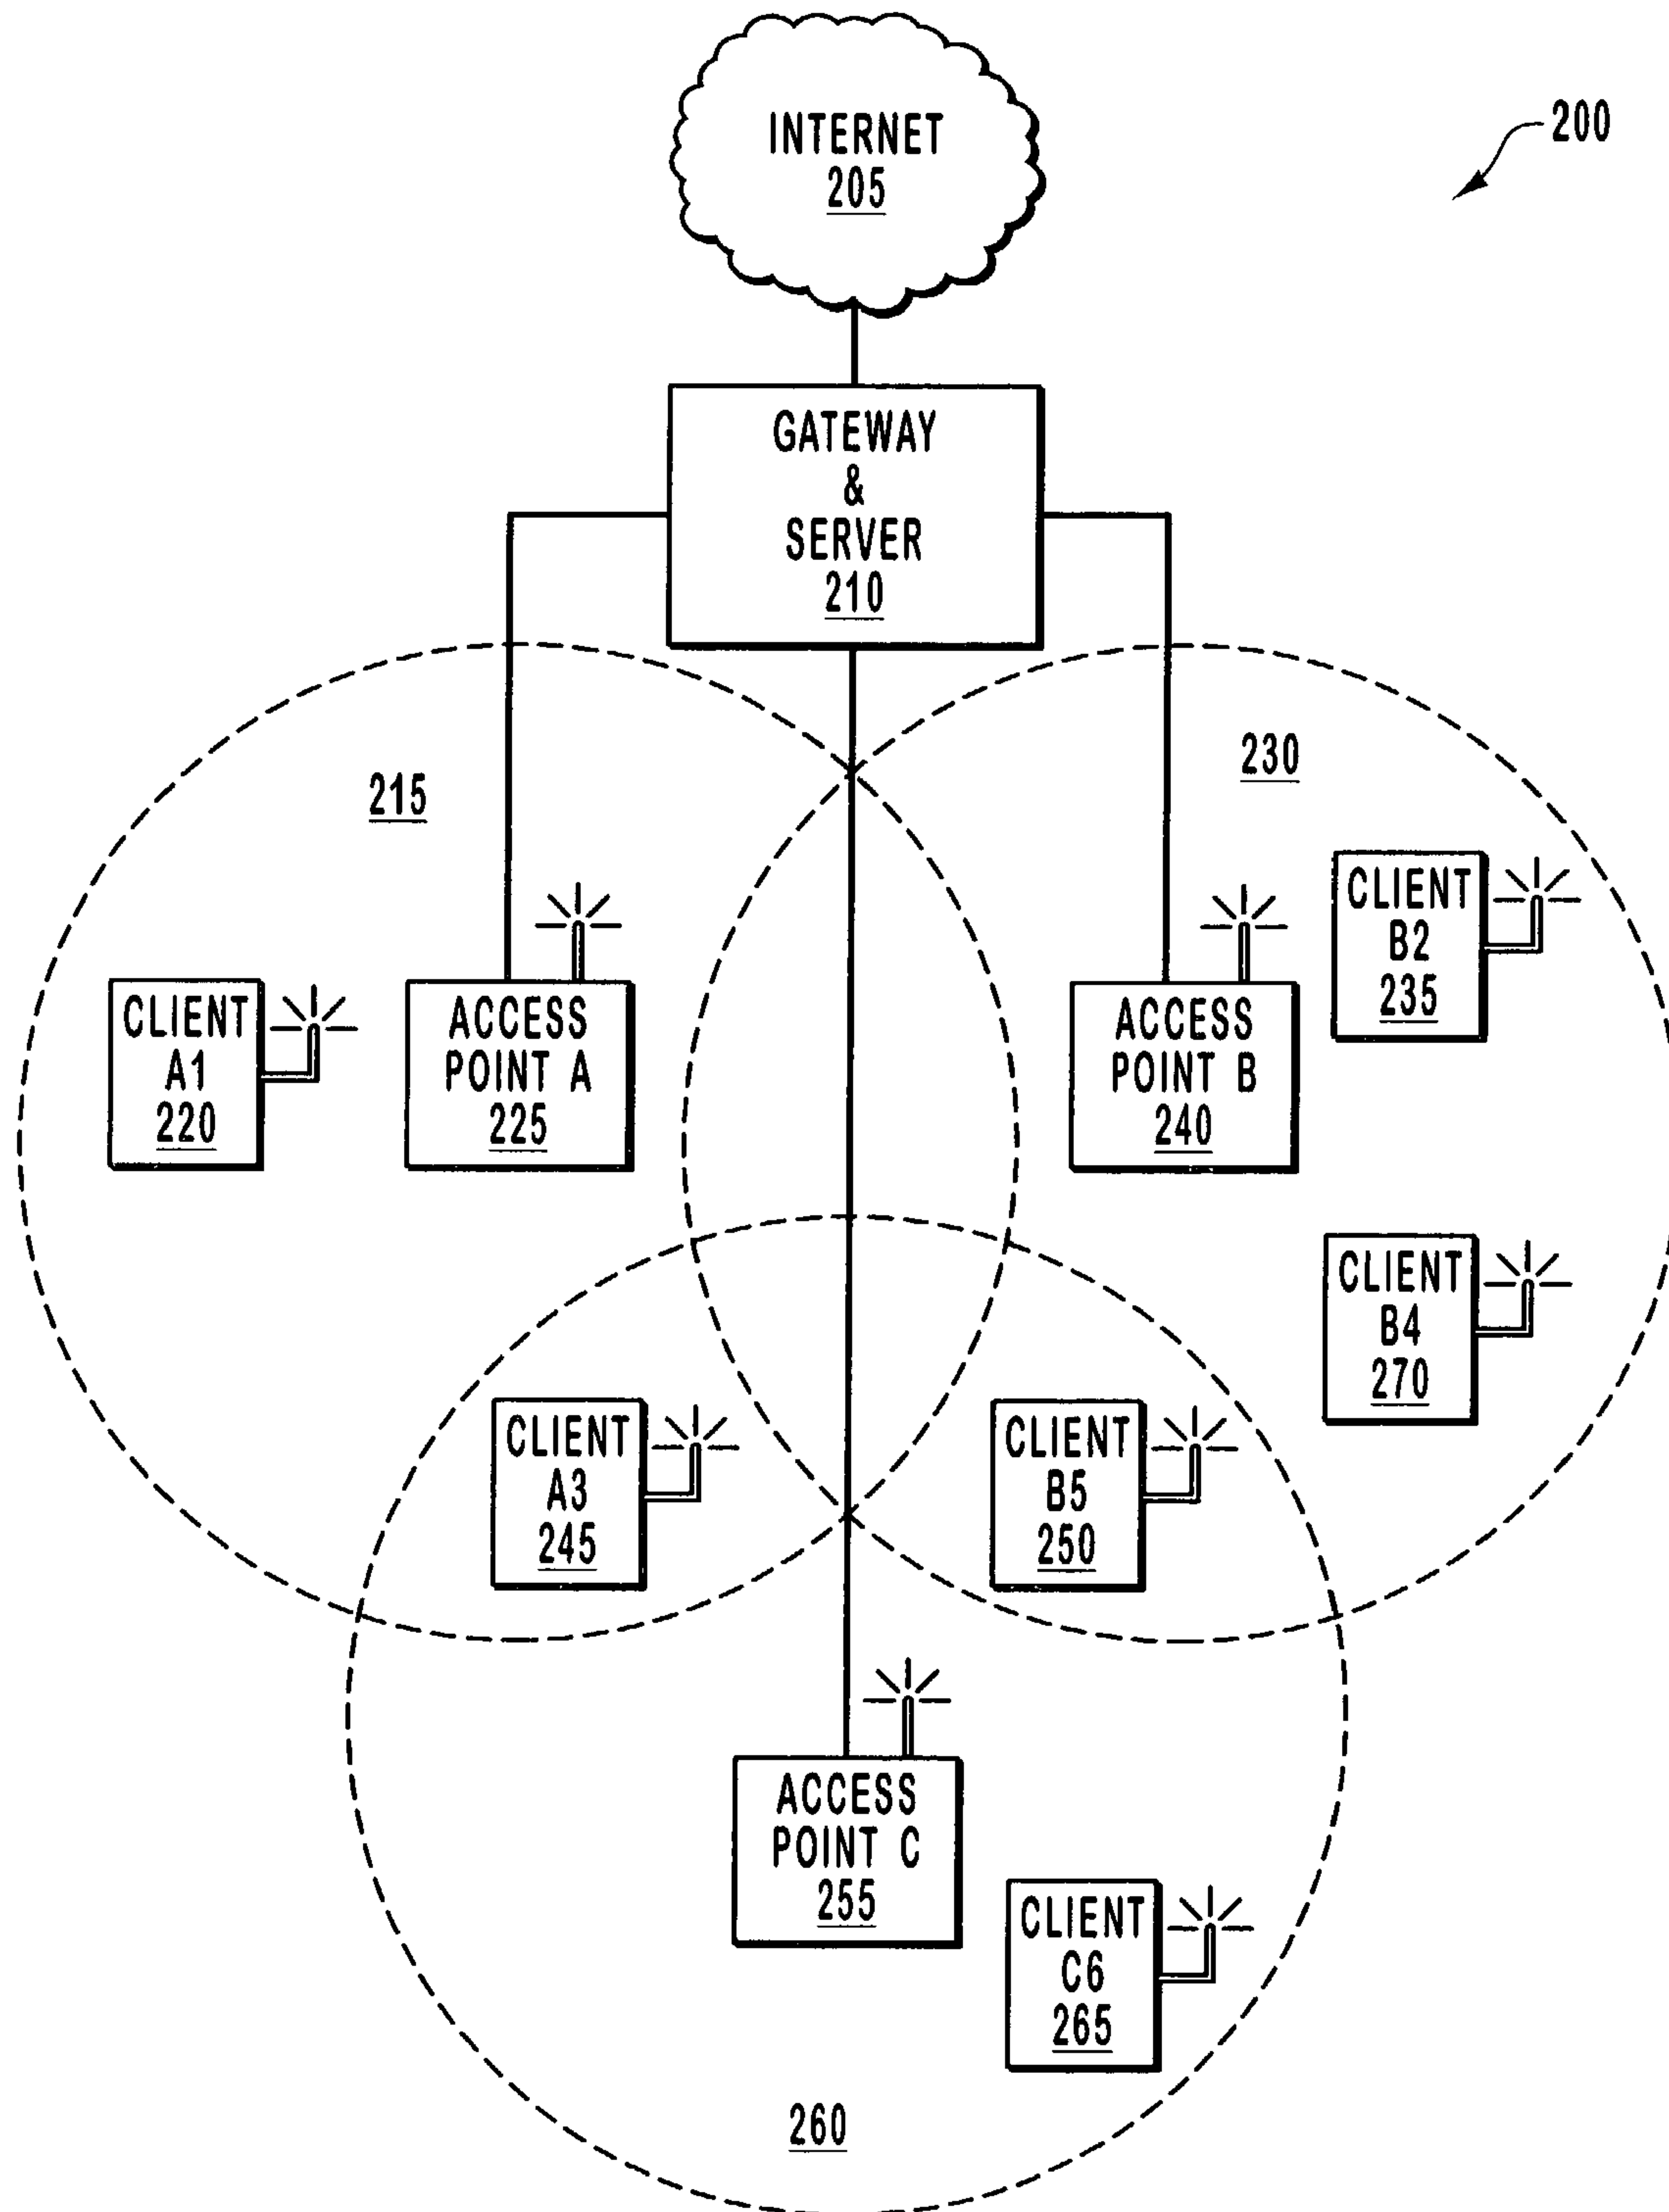 INTERNET
205
200
GATEWAY
&
SERVER
210
215
230
CLIENT
B2
235
CLIENT
A1
220
ACCESS
POINT A
225
ACCESS
POINT B
240
CLIENT
B4
270
CLIENT
A3
245
CLIENT
B5
250
ACCESS
POINT C
255
CLIENT
C6
265
260